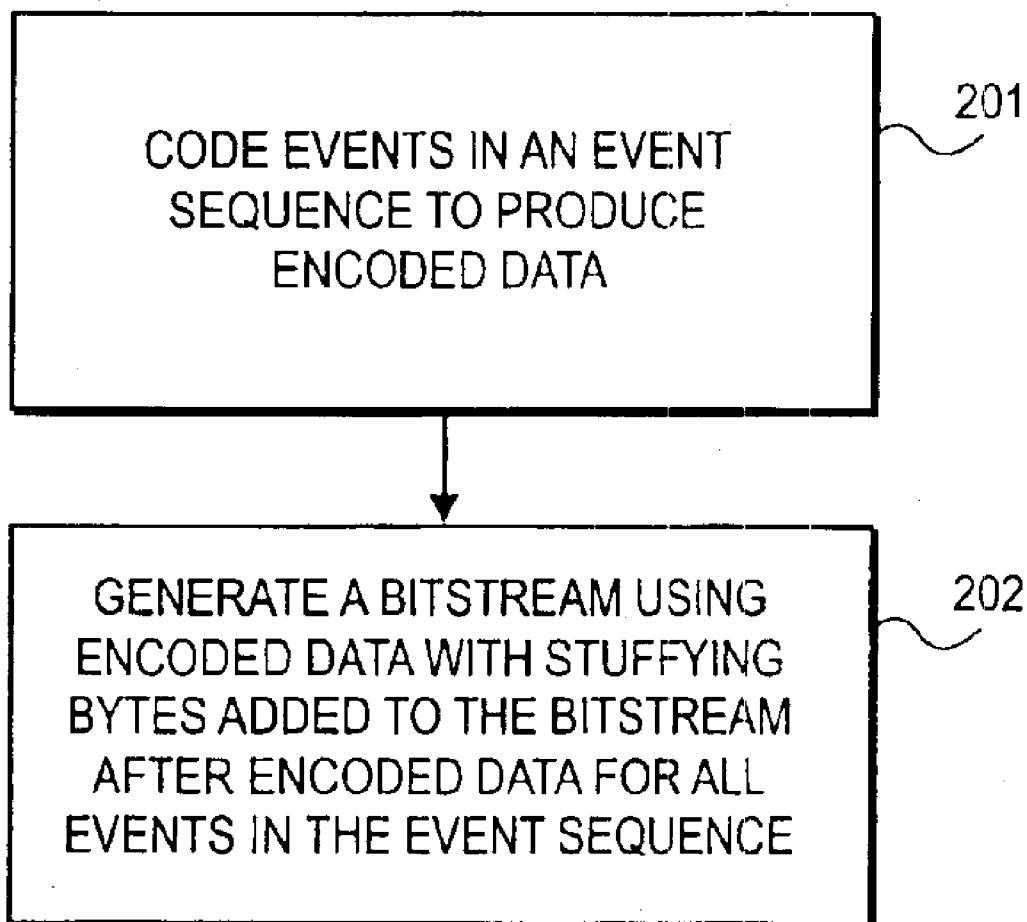 CODE EVENTS IN AN EVENT
SEQUENCE TO PRODUCE
ENCODED DATA
201
GENERATE A BITSTREAM USING
ENCODED DATA WITH STUFFYING
BYTES ADDED TO THE BITSTREAM
AFTER ENCODED DATA FOR ALL
EVENTS IN THE EVENT SEQUENCE
202